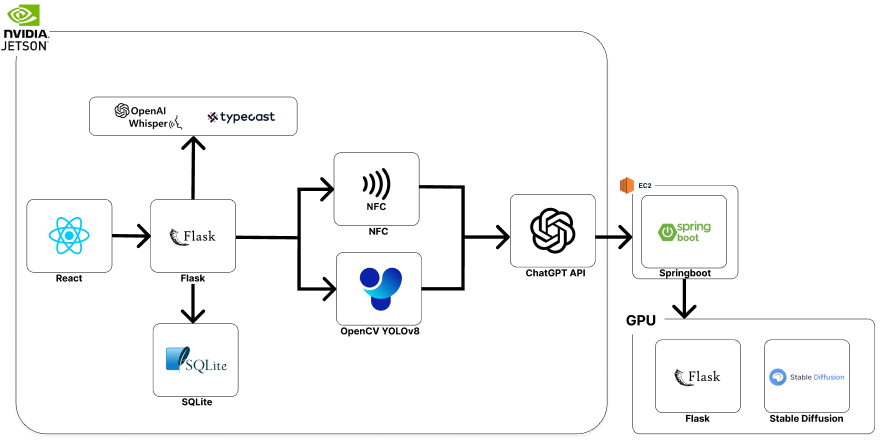 NVIDIA.
JETSON
OpenAI
Whisper
typecast
React
Flask
Flask
SQLite
SQLite
NFC
NFC
OpenCV YOLOv8
ChatGPT API
EC2
spring
boot
Springboot
GPU
Flask
Flask
Stable Diffusion
Stable Diffusion